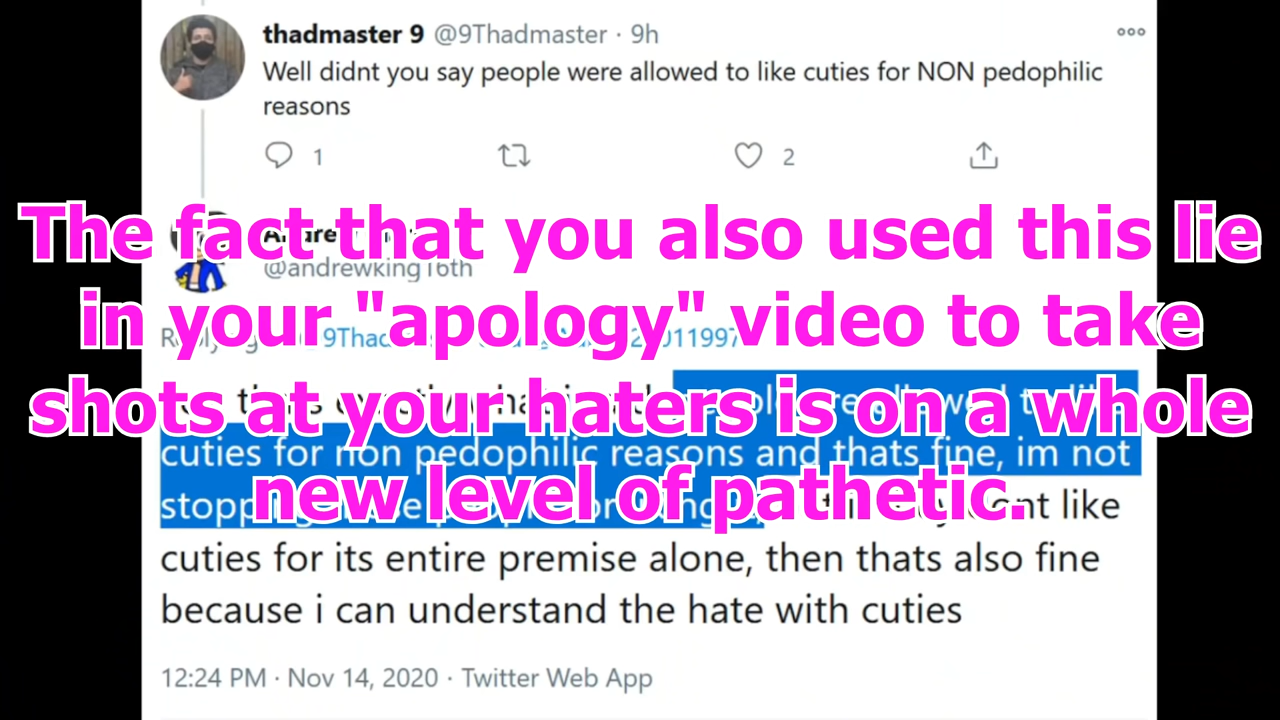 thadmaster 9 @9Thadmaster · 9h
Well didnt you say people were allowed to like cuties for NON pedophilic
reasons
1
2
The fact that you also used this lie
@andrewking16th
in your "apology" video to take
shots at your haters is on a whole
cuties for non pedophilic reasons and thats fine, im not
new level of pathetic.
like
cuties for its entire premise alone, then thats also fine
because i can understand the hate with cuties
12:24 PM · Nov 14, 2020 · Twitter Web App